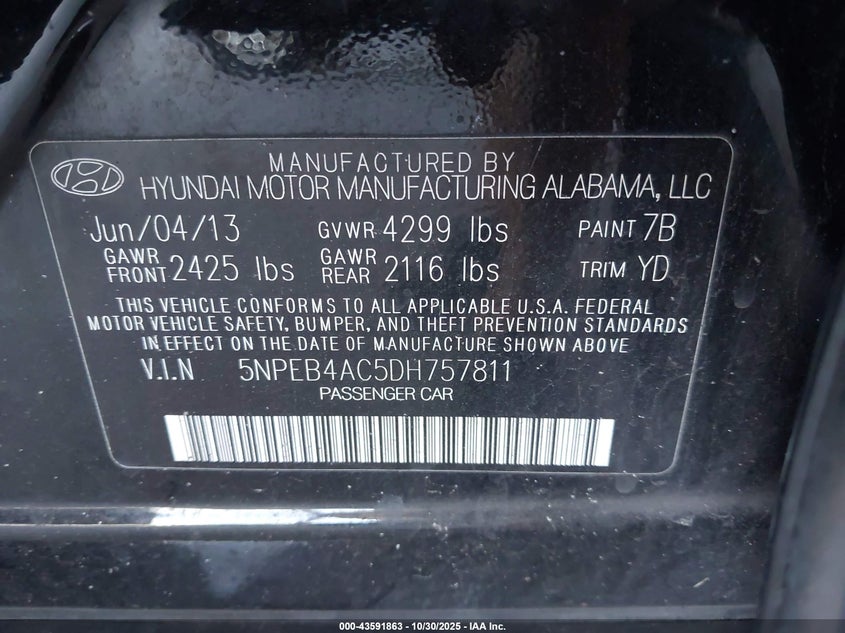 MANUFACTURED BY
HYUNDAI MOTOR MANUFACTURING ALABAMA, LLC
Jun/04/13 GVWR 4299 lbs PAINT 7B
GAWR FRONT 2425 lbs GAWR REAR 2116 lbs TRIM YD
THIS VEHICLE CONFORMS TO ALL APPLICABLE U.S.A. FEDERAL
MOTOR VEHICLE SAFETY, BUMPER, AND THEFT PREVENTION STANDARDS
IN EFFECT ON THE DATE OF MANUFACTURE SHOWN ABOVE
V.I.N 5NPEB4AC5DH757811
PASSENGER CAR
000-43591863 - 10/30/2025 - IAA Inc.